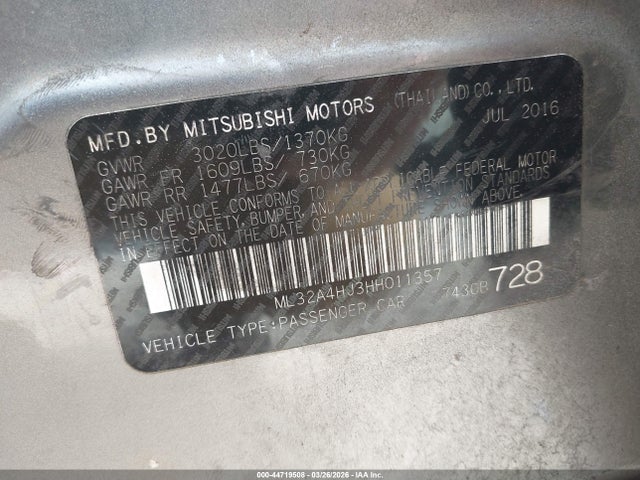 MFD.BY MITSUBISHI MOTORS (THAILAND) CO., LTD.
JUL 2016
GVWR 3020LBS/1370KG
GAWR FR 1609LBS/ 730KG
GAWR RR 1477LBS/ 670KG
THIS VEHICLE CONFORMS TO ALL APPLICABLE FEDERAL MOTOR
VEHICLE SAFETY, BUMPER, AND THEFT PREVENTION STANDARDS
IN EFFECT ON THE DATE OF MANUFACTURE SHOWN ABOVE.
ML32A4HJ3HH011357
743GB 728
VEHICLE TYPE:PASSENGER CAR
000-44719508 - 03/26/2026 - IAA Inc.